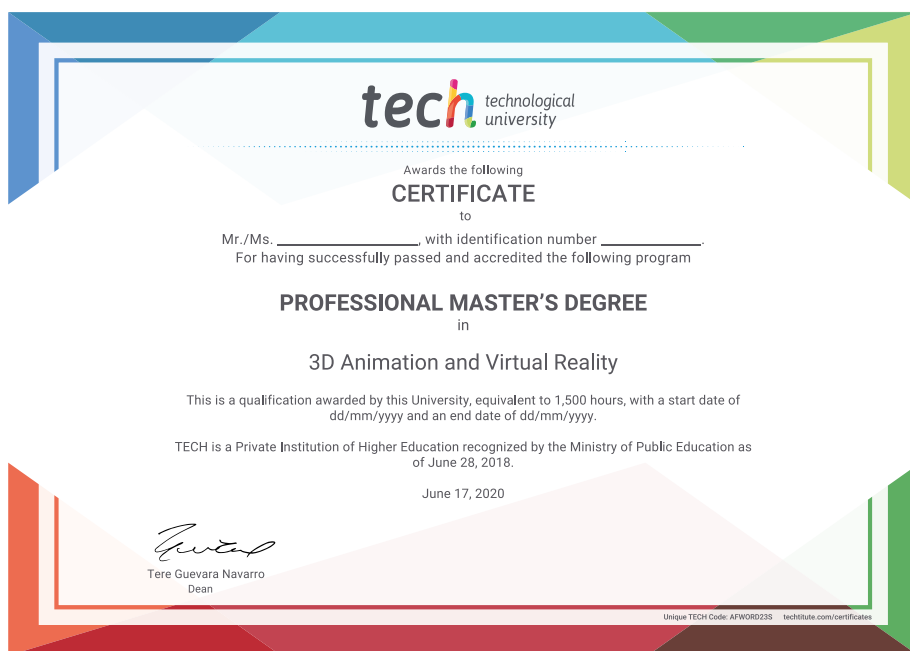 tech technological
university
Awards the following
CERTIFICATE
to
Mr./Ms. __________________, with identification number _____________.
For having successfully passed and accredited the following program
PROFESSIONAL MASTER'S DEGREE
in
3D Animation and Virtual Reality
This is a qualification awarded by this University, equivalent to 1,500 hours, with a start date of
dd/mm/yyyy and an end date of dd/mm/yyyy.
TECH is a Private Institution of Higher Education recognized by the Ministry of Public Education as
of June 28, 2018.
June 17, 2020
Tere Guevara Navarro
Dean
Unique TECH Code: AFWORD23S techtitute.com/certificates